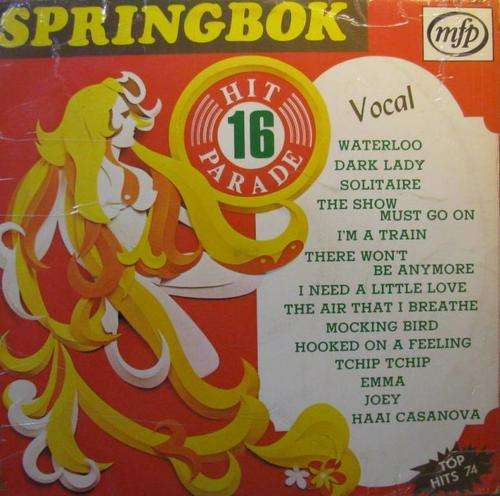 SPRINGBOK
mfp
HIT
16
PARADE
Vocal
WATERLOO
DARK LADY
SOLITAIRE
THE SHOW
MUST GO ON
I'M A TRAIN
THERE WON'T
BE ANYMORE
I NEED A LITTLE LOVE
THE AIR THAT I BREATHE
MOCKING BIRD
HOOKED ON A FEELING
TCHIP TCHIP
EMMA
JOEY
HAAI CASANOVA
TOP
HITS 74